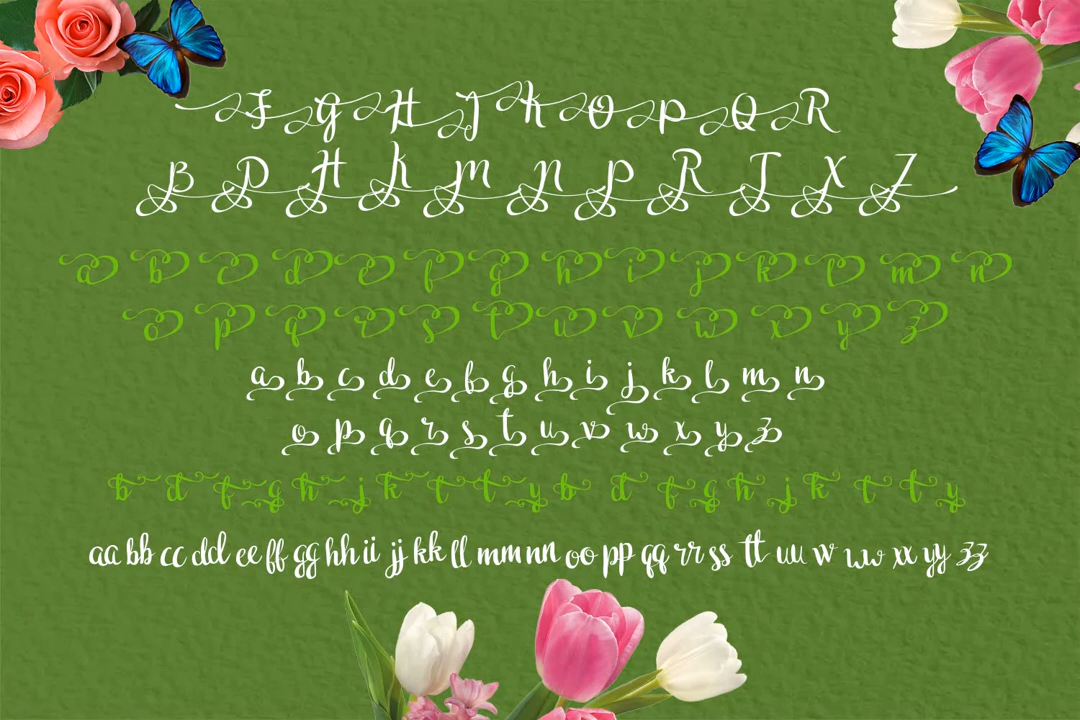 F G H J K O P Q R
B D H K M N P R T X Z
a b c d e f g h i j k l m n
o p q r s t u v w x y z
a b c d e f g h i j k l m n
o p q r s t u v w x y z
b d f g h j k t t y b d f g h j k t t y
aa bb cc dd ee ff gg hh ii jj kk ll mm nn oo pp qq rr ss tt uu vv ww xx yy zz